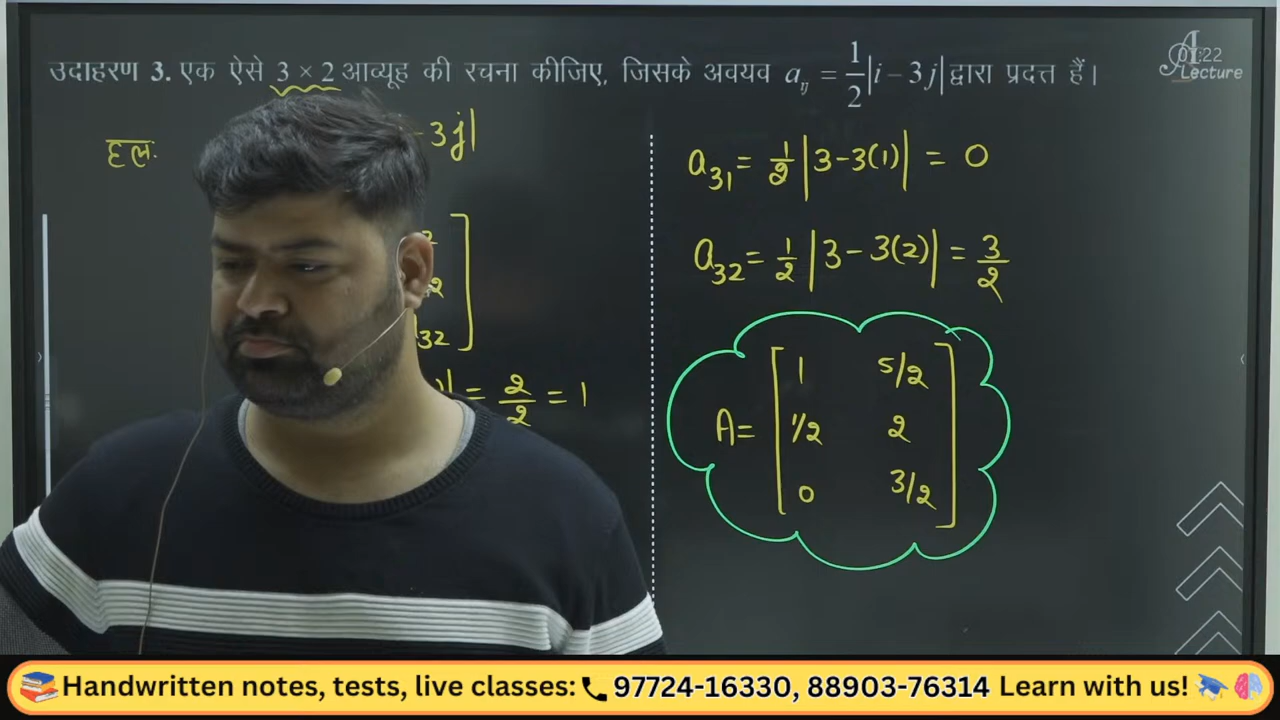 उदाहरण 3. एक ऐसे 3 × 2 आव्यूह की रचना कीजिए, जिसके अवयव aᵢⱼ = 1/2 |i – 3j| द्वारा प्रदत्त हैं।
01:22
Lecture
हल:
- 3j|
32
| = 2/2 = 1
a₃₁ = 1/2 |3 - 3(1)| = 0
a₃₂ = 1/2 |3 - 3(2)| = 3/2
A = [ 1 5/2
1/2 2
0 3/2 ]
Handwritten notes, tests, live classes: 97724-16330, 88903-76314 Learn with us!